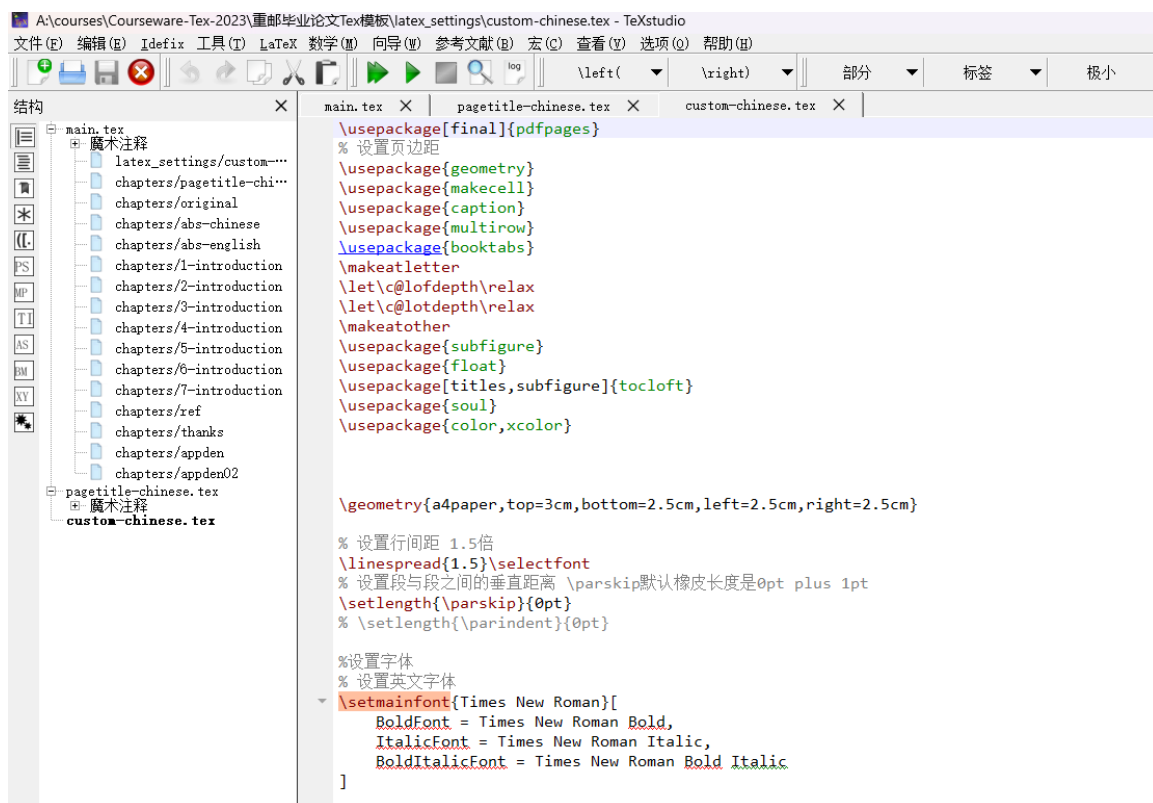 A:\courses\Courseware-Tex-2023\重邮毕业论文Tex模板\latex_settings\custom-chinese.tex - TeXstudio
文件(F) 编辑(E) Idefix 工具(T) LaTeX 数学(M) 向导(W) 参考文献(B) 宏(C) 查看(V) 选项(O) 帮助(H)
log \left( \right) 部分 标签 极小
结构
main.tex
pagetitle-chinese.tex
custom-chinese.tex
main.tex
魔术注释
latex_settings/custom-…
chapters/pagetitle-chi…
chapters/original
chapters/abs-chinese
chapters/abs-english
chapters/1-introduction
chapters/2-introduction
chapters/3-introduction
chapters/4-introduction
chapters/5-introduction
chapters/6-introduction
chapters/7-introduction
chapters/ref
chapters/thanks
chapters/appden
chapters/appden02
pagetitle-chinese.tex
魔术注释
custom-chinese.tex
PS
MP
TI
AS
BM
XY
\usepackage[final]{pdfpages}
% 设置页边距
\usepackage{geometry}
\usepackage{makecell}
\usepackage{caption}
\usepackage{multirow}
\usepackage{booktabs}
\makeatletter
\let\c@lofdepth\relax
\let\c@lotdepth\relax
\makeatother
\usepackage{subfigure}
\usepackage{float}
\usepackage[titles,subfigure]{tocloft}
\usepackage{soul}
\usepackage{color,xcolor}
\geometry{a4paper,top=3cm,bottom=2.5cm,left=2.5cm,right=2.5cm}
% 设置行间距 1.5倍
\linespread{1.5}\selectfont
% 设置段与段之间的垂直距离 \parskip默认橡皮长度是0pt plus 1pt
\setlength{\parskip}{0pt}
% \setlength{\parindent}{0pt}
%设置字体
% 设置英文字体
\setmainfont{Times New Roman}[
BoldFont = Times New Roman Bold,
ItalicFont = Times New Roman Italic,
BoldItalicFont = Times New Roman Bold Italic
]